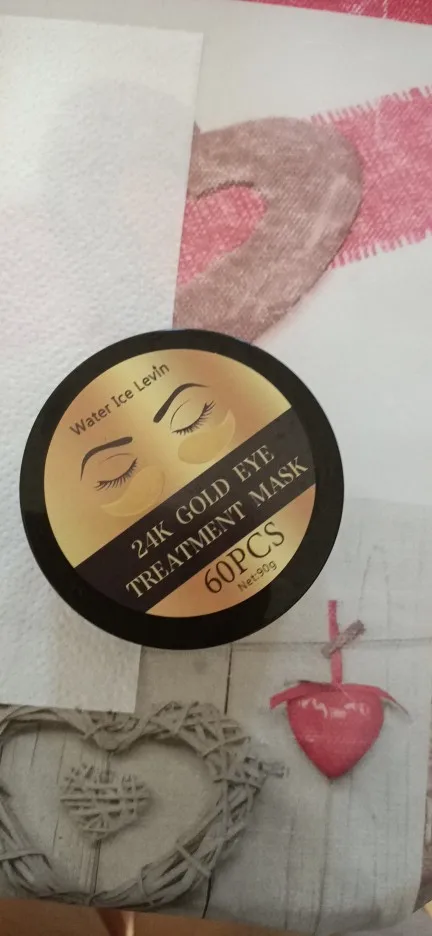 Water Ice Levin
24K GOLD EYE
TREATMENT MASK
60PCS
Net:90g